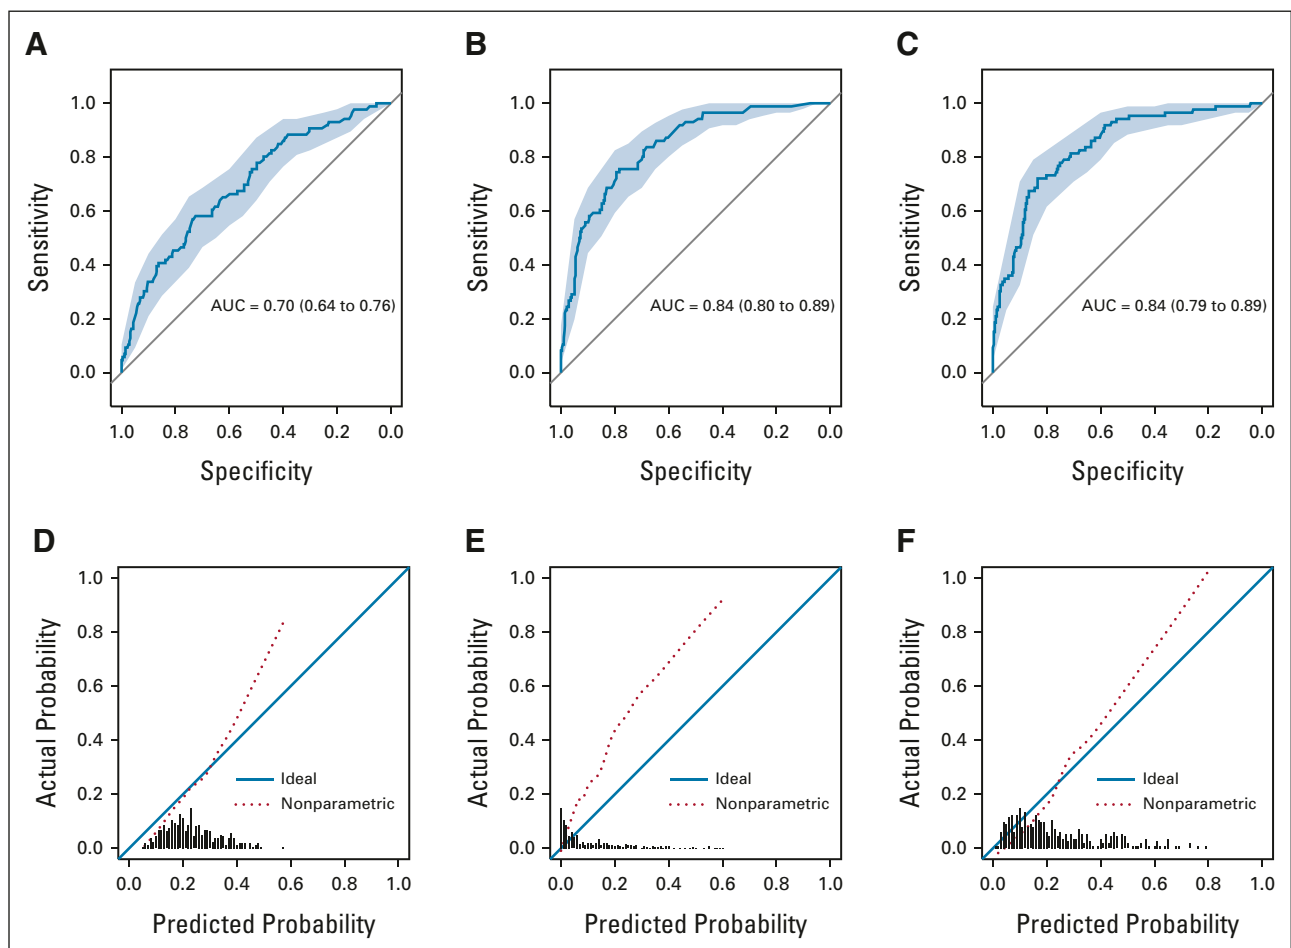 A
B
C
Sensitivity
1.0
0.8
0.6
0.4
0.2
0.0
AUC = 0.70 (0.64 to 0.76)
1.0 0.8 0.6 0.4 0.2 0.0
Specificity
Sensitivity
1.0
0.8
0.6
0.4
0.2
0.0
AUC = 0.84 (0.80 to 0.89)
1.0 0.8 0.6 0.4 0.2 0.0
Specificity
Sensitivity
1.0
0.8
0.6
0.4
0.2
0.0
AUC = 0.84 (0.79 to 0.89)
1.0 0.8 0.6 0.4 0.2 0.0
Specificity
D
E
F
Actual Probability
1.0
0.8
0.6
0.4
0.2
0.0
Ideal
Nonparametric
0.0 0.2 0.4 0.6 0.8 1.0
Predicted Probability
Actual Probability
1.0
0.8
0.6
0.4
0.2
0.0
Ideal
Nonparametric
0.0 0.2 0.4 0.6 0.8 1.0
Predicted Probability
Actual Probability
1.0
0.8
0.6
0.4
0.2
0.0
Ideal
Nonparametric
0.0 0.2 0.4 0.6 0.8 1.0
Predicted Probability